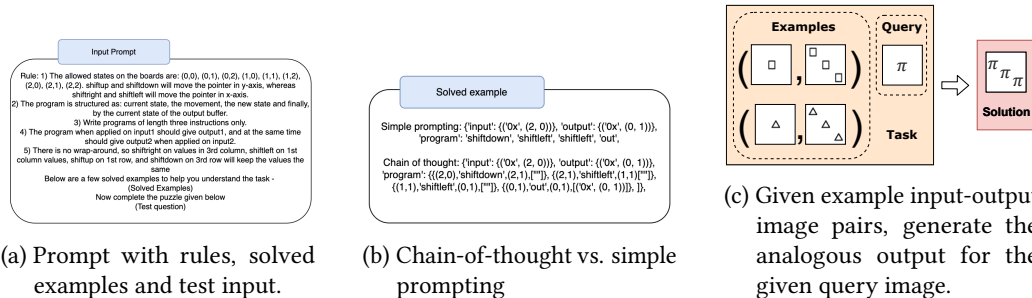 Input Prompt
Rule: 1) The allowed states on the boards are: (0,0), (0,1), (0,2), (1,0), (1,1), (1,2),
(2,0), (2,1), (2,2). shiftup and shiftdown will move the pointer in y-axis, whereas
shiftright and shiftleft will move the pointer in x-axis.
2) The program is structured as: current state, the movement, the new state and finally,
by the current state of the output buffer.
3) Write programs of length three instructions only.
4) The program when applied on input1 should give output1, and at the same time
should give output2 when applied on input2.
5) There is no wrap-around, so shiftright on values in 3rd column, shiftleft on 1st
column values, shiftup on 1st row, and shiftdown on 3rd row will keep the values the
same
Below are a few solved examples to help you understand the task -
(Solved Examples)
Now complete the puzzle given below
(Test question)
(a) Prompt with rules, solved
examples and test input.
Solved example
Simple prompting: {'input': {('0x', (2, 0))}, 'output': {('0x', (0, 1))},
'program': 'shiftdown', 'shiftleft', 'shiftleft', 'out',
Chain of thought: {'input': {('0x', (2, 0))}, 'output': {('0x', (0, 1))},
'program': {((2,0),'shiftdown',(2,1),[""]}, {(2,1),'shiftleft',(1,1)[""]},
{(1,1),'shiftleft',(0,1),[""]}, {(0,1),'out',(0,1),[('0x', (0, 1))]}, ]},
(b) Chain-of-thought vs. simple
prompting
Examples
Query
( , )
π
( , )
Task
π
π
π
Solution
(c) Given example input-output
image pairs, generate the
analogous output for the
given query image.